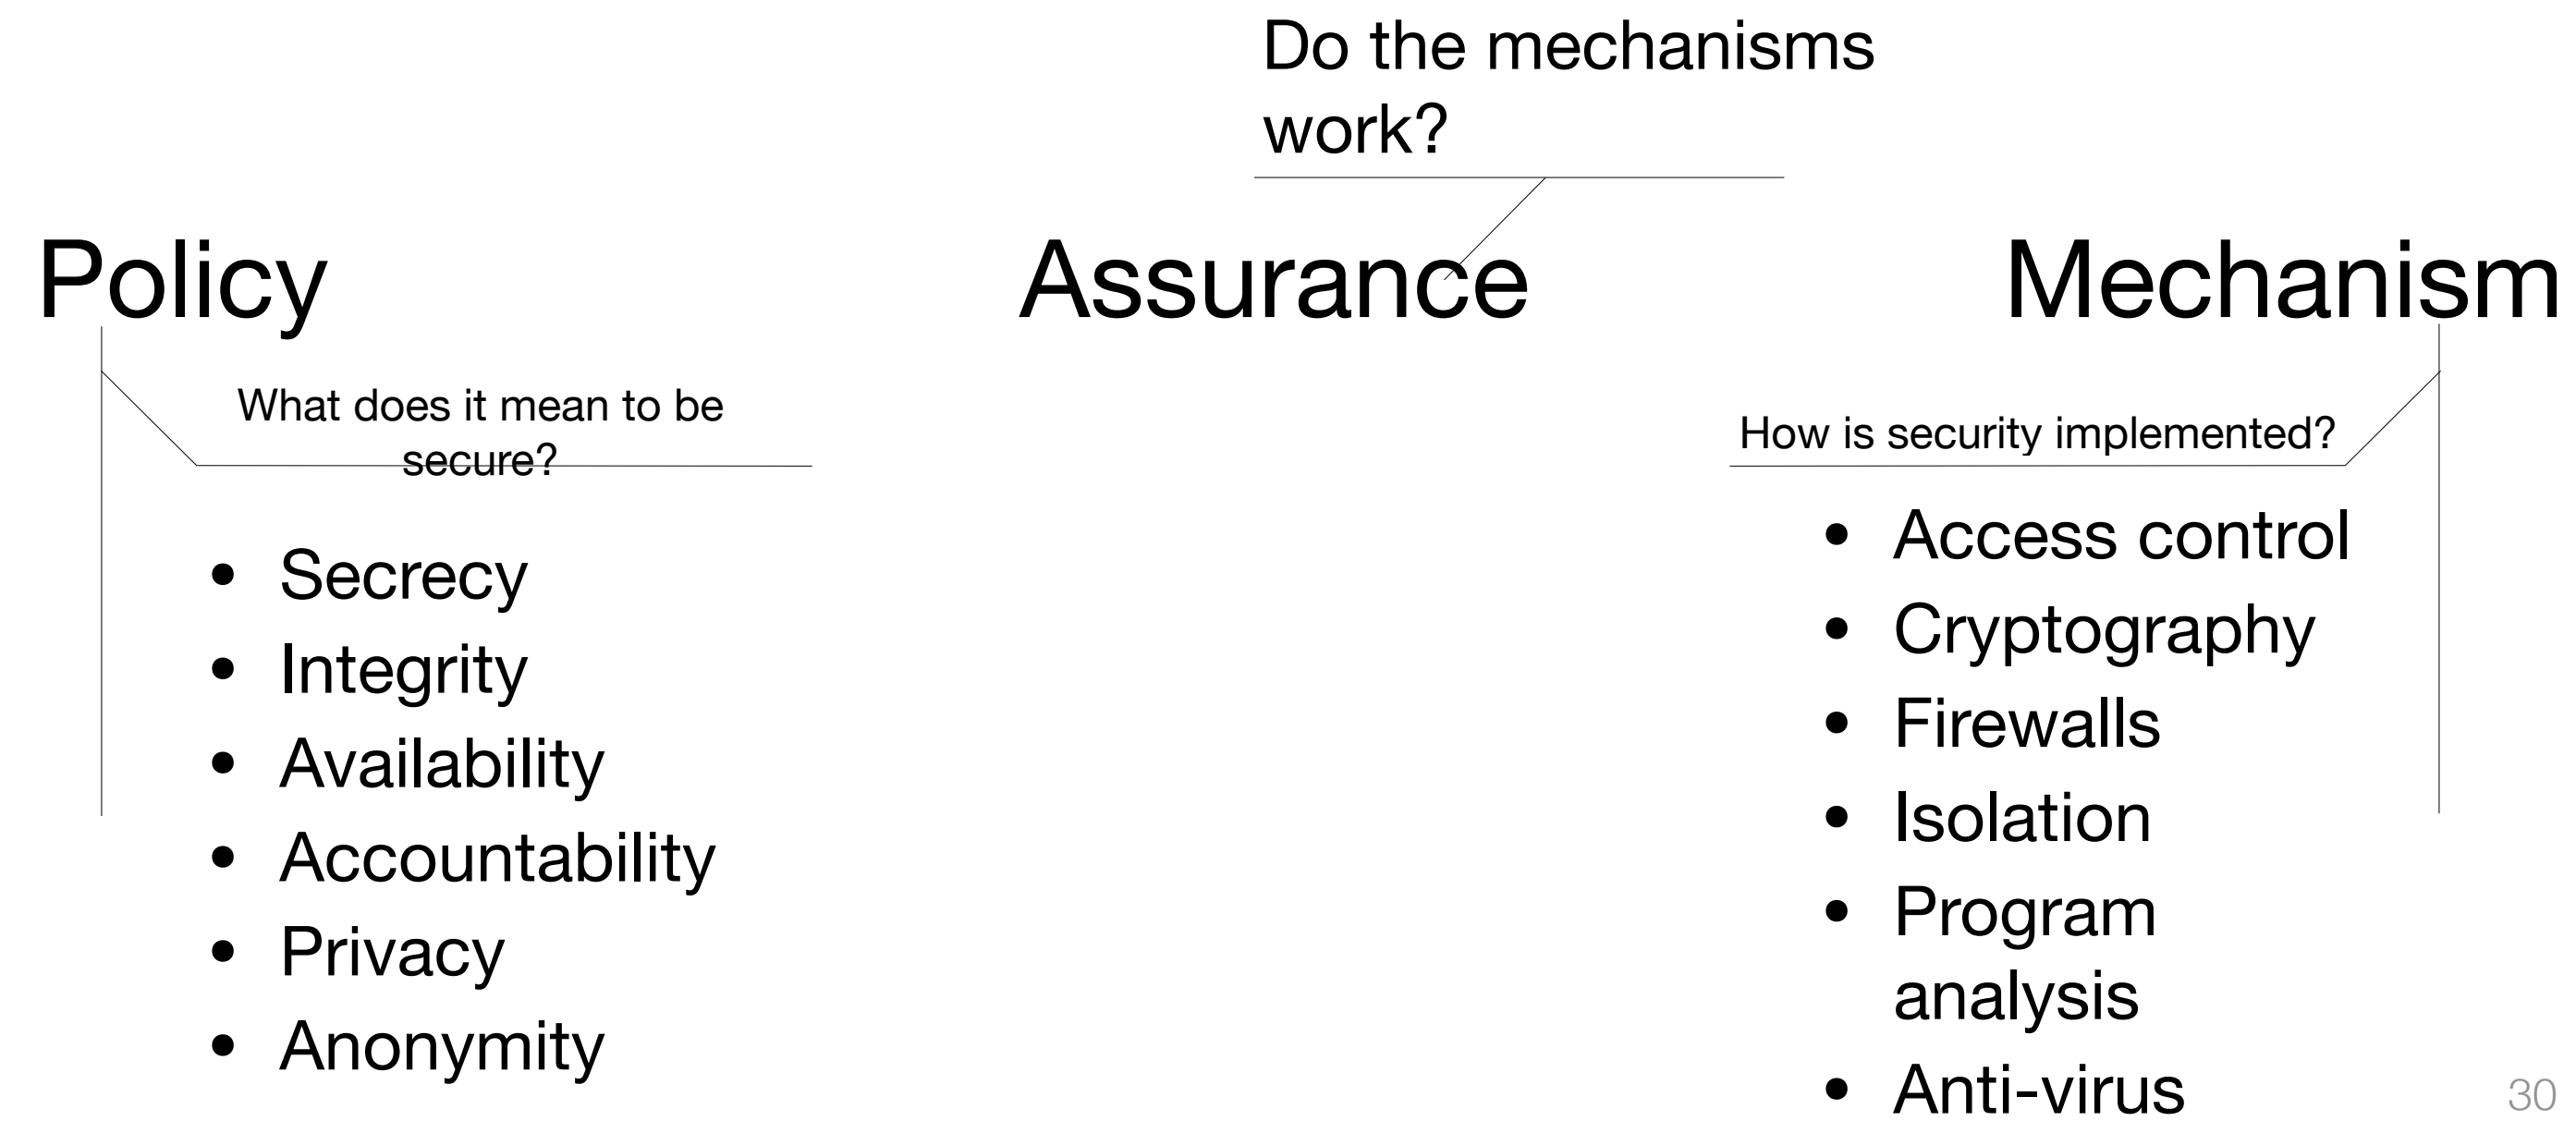 Do the mechanisms
work?
Policy
Assurance
Mechanism
What does it mean to be
secure?
How is security implemented?
• Secrecy
• Integrity
• Availability
• Accountability
• Privacy
• Anonymity
• Access control
• Cryptography
• Firewalls
• Isolation
• Program
analysis
• Anti-virus
30